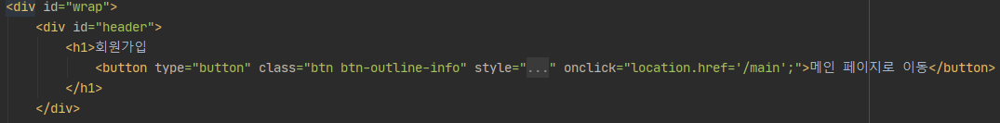 <div id="wrap">
<div id="header">
<h1>회원가입
<button type="button" class="btn btn-outline-info" style="..." onclick="location.href='/main';">메인 페이지로 이동</button>
</h1>
</div>